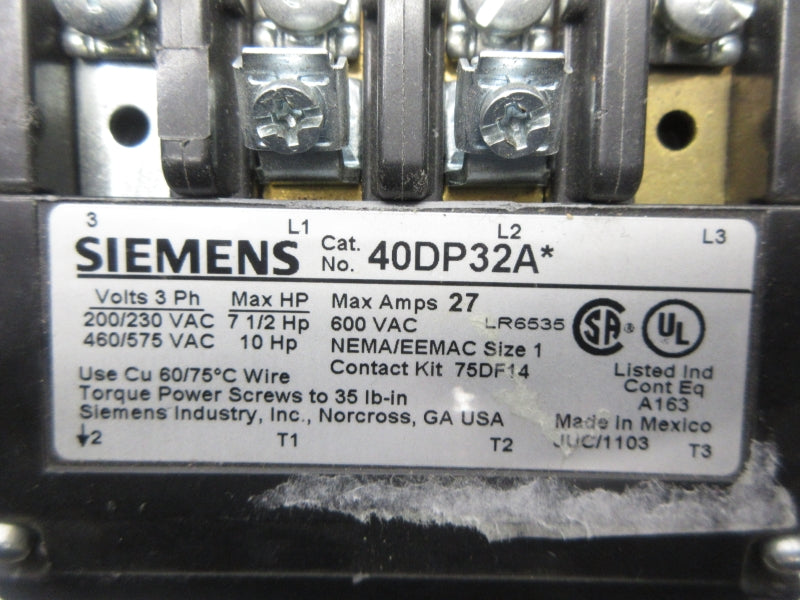 3 L1 L2 L3
SIEMENS Cat. No. 40DP32A*
Volts 3 Ph Max HP Max Amps 27
200/230 VAC 7 1/2 Hp 600 VAC LR6535 SA ® UL
460/575 VAC 10 Hp NEMA/EEMAC Size 1
Contact Kit 75DF14 Listed Ind
Use Cu 60/75°C Wire Cont Eq
Torque Power Screws to 35 lb-in A163
Siemens Industry, Inc., Norcross, GA USA Made in Mexico
↓2 T1 T2 JUC/1103 T3